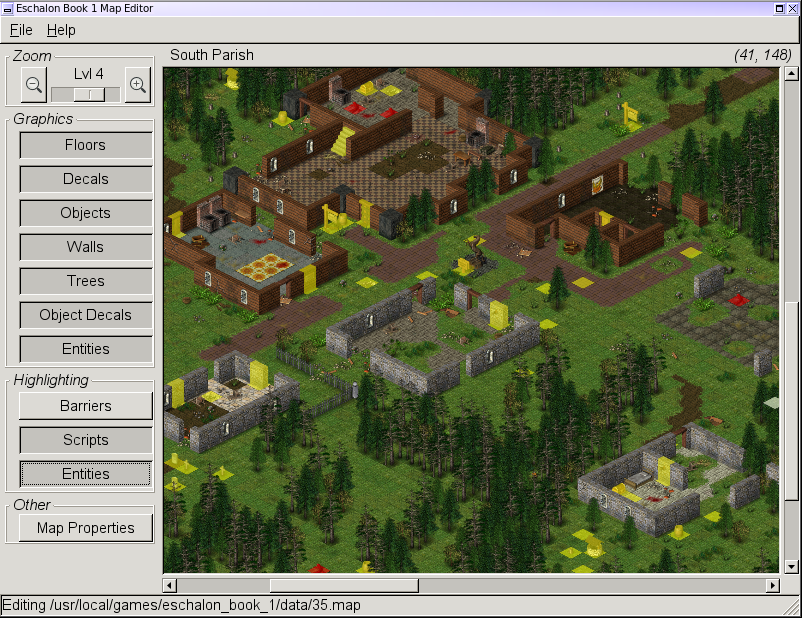 Eschalon Book 1 Map Editor
File Help
Zoom
Lvl 4
South Parish
(41, 148)
Graphics
Floors
Decals
Objects
Walls
Trees
Object Decals
Entities
Highlighting
Barriers
Scripts
Entities
Other
Map Properties
Editing /usr/local/games/eschalon_book_1/data/35.map